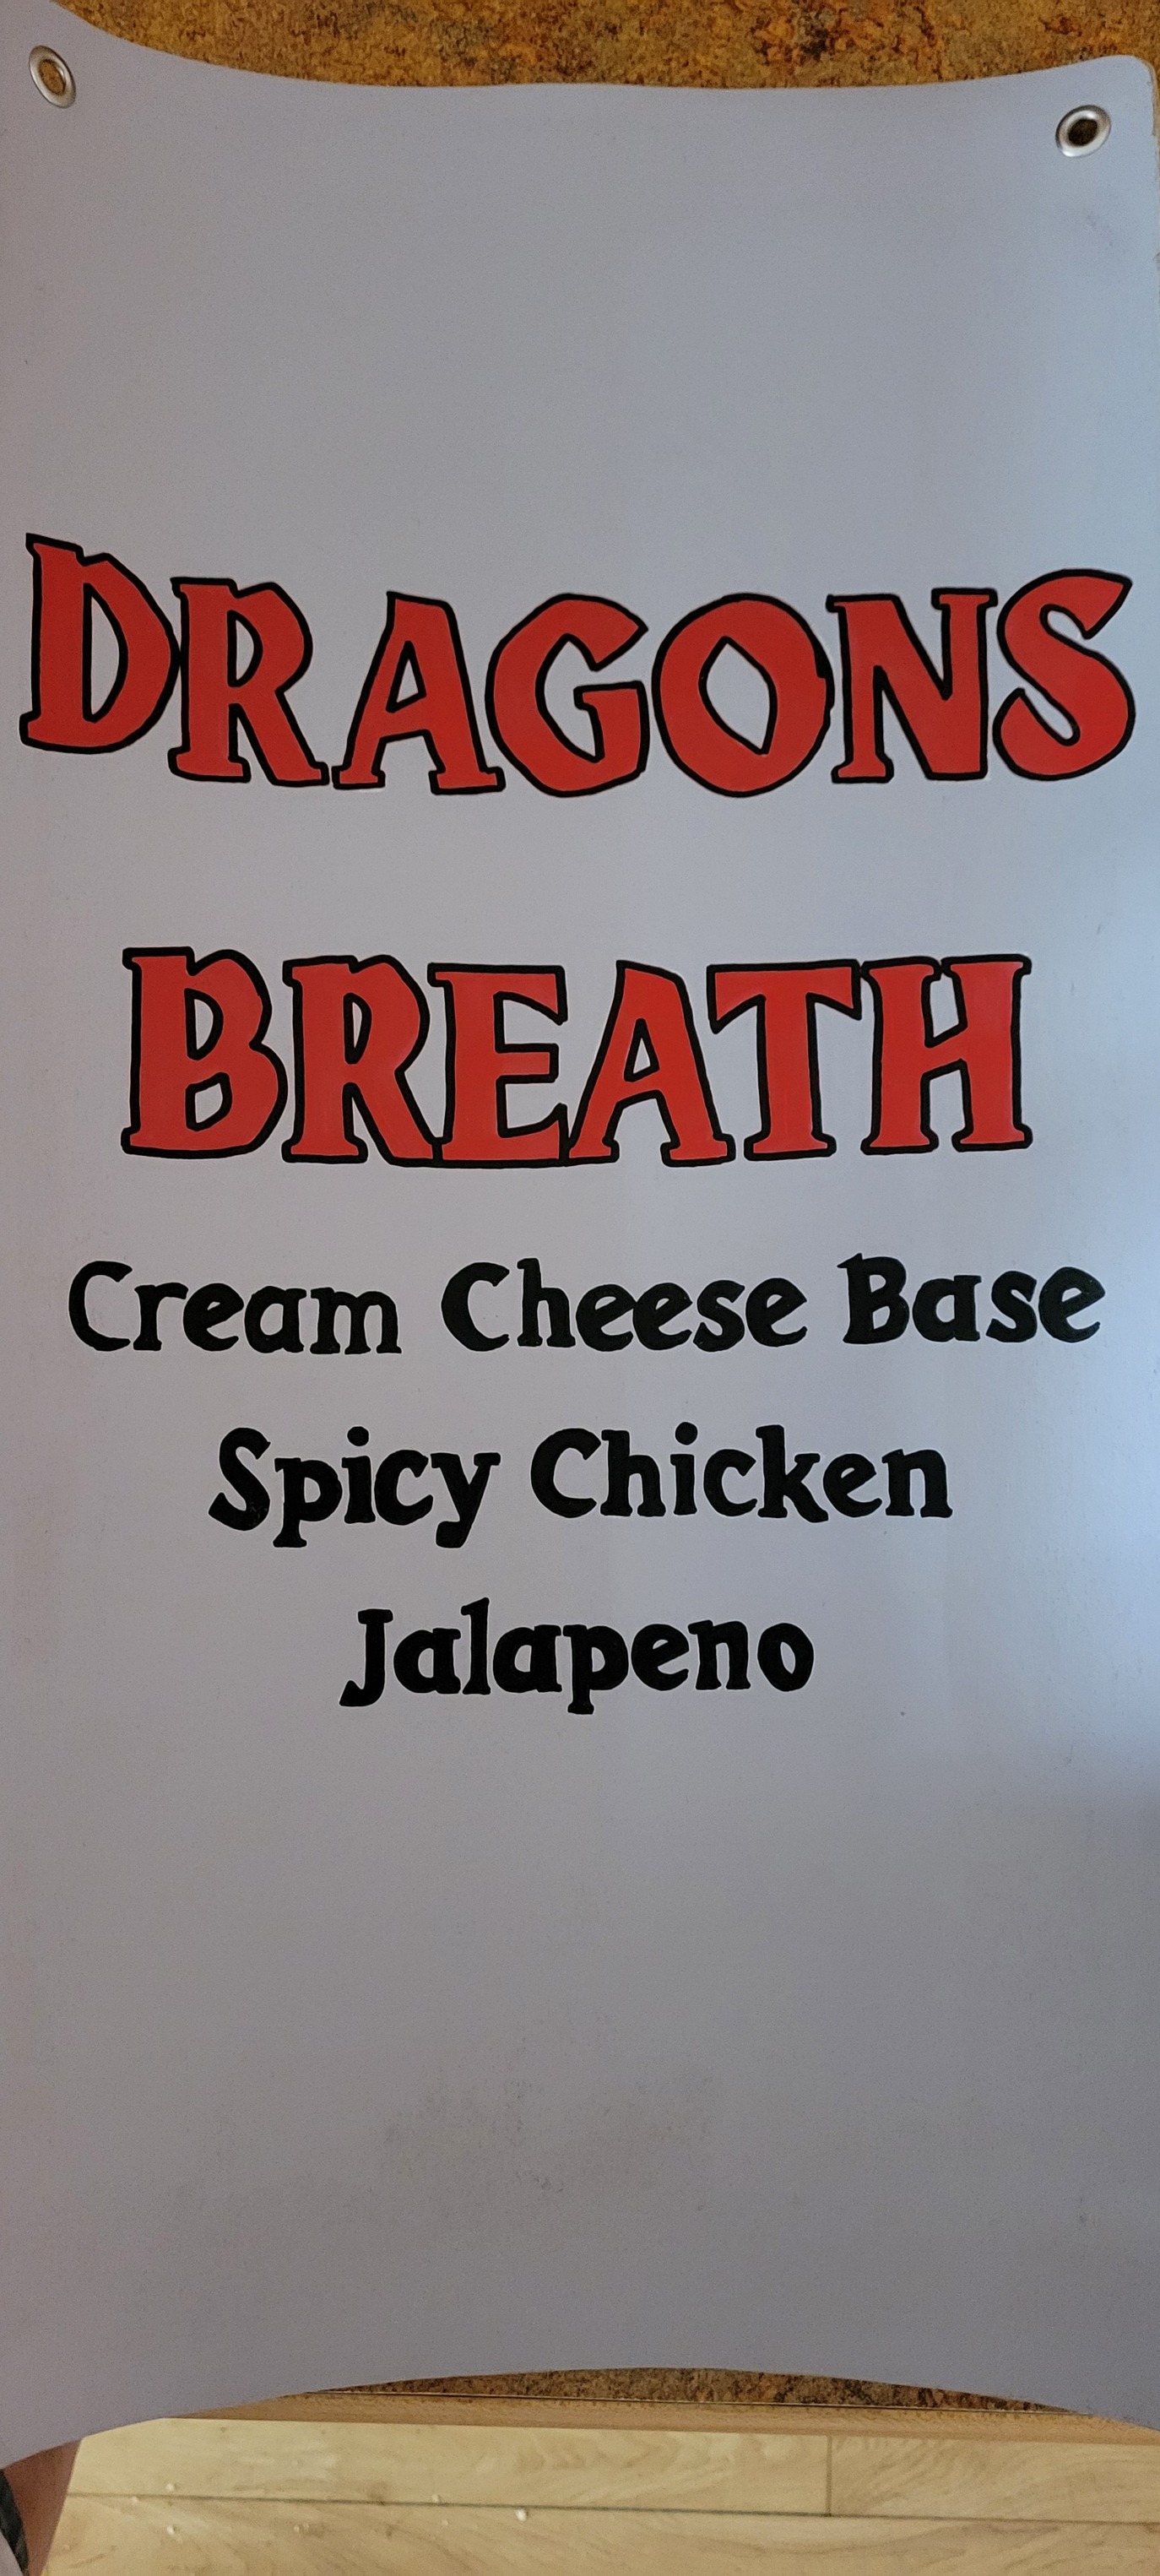 DRAGONS
BREATH
Cream Cheese Base
Spicy Chicken
Jalapeno